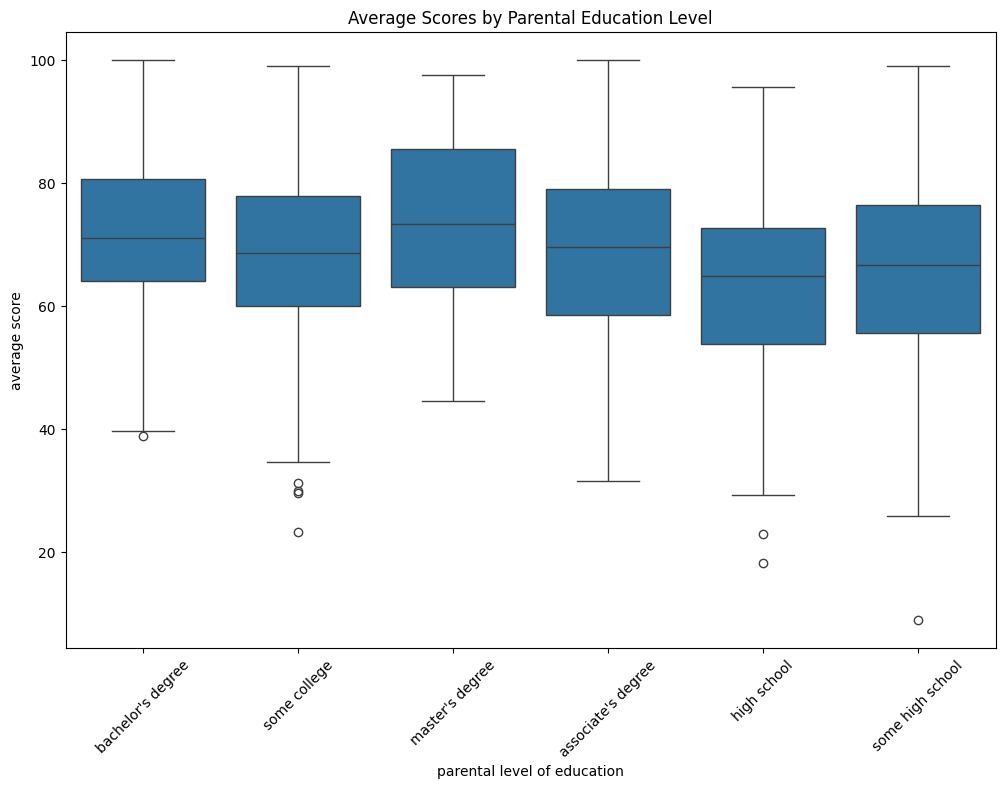 Average Scores by Parental Education Level
average score
100
80
60
40
20
bachelor's degree
some college
master's degree
associate's degree
high school
some high school
parental level of education